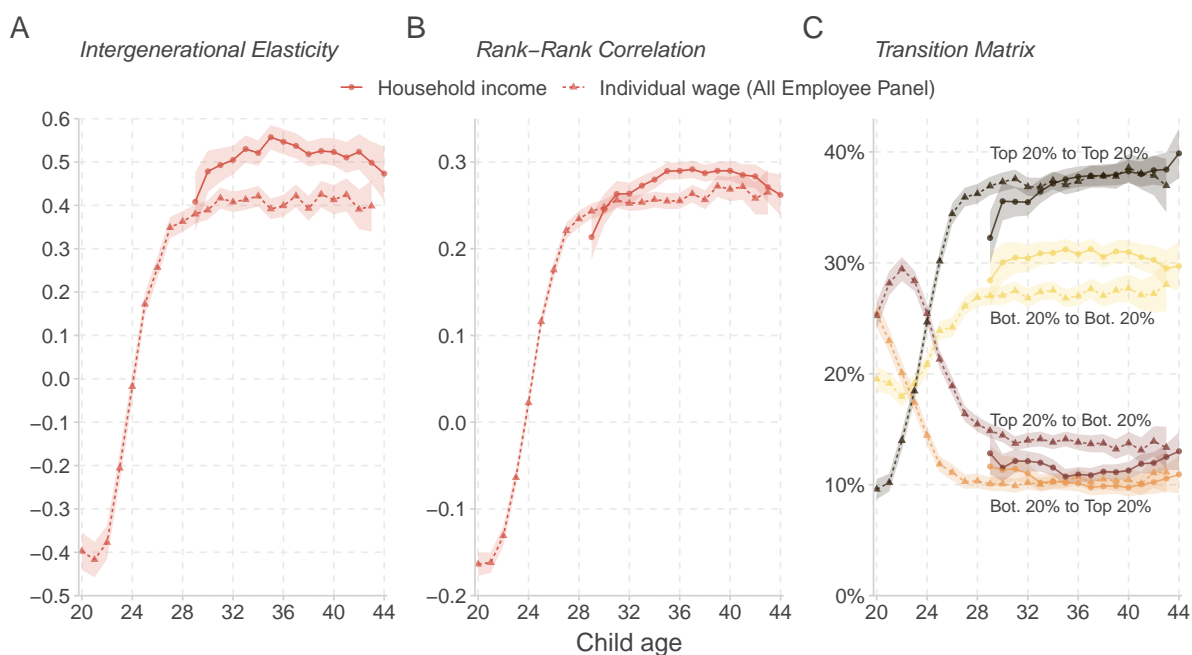 A
Intergenerational Elasticity
B
Rank−Rank Correlation
C
Transition Matrix
Household income
Individual wage (All Employee Panel)
0.6
0.5
0.4
0.3
0.2
0.1
0.0
−0.1
−0.2
−0.3
−0.4
−0.5
20 24 28 32 36 40 44
0.3
0.2
0.1
0.0
−0.1
−0.2
20 24 28 32 36 40 44
Child age
40%
30%
20%
10%
0%
Top 20% to Top 20%
Bot. 20% to Bot. 20%
Top 20% to Bot. 20%
Bot. 20% to Top 20%
20 24 28 32 36 40 44